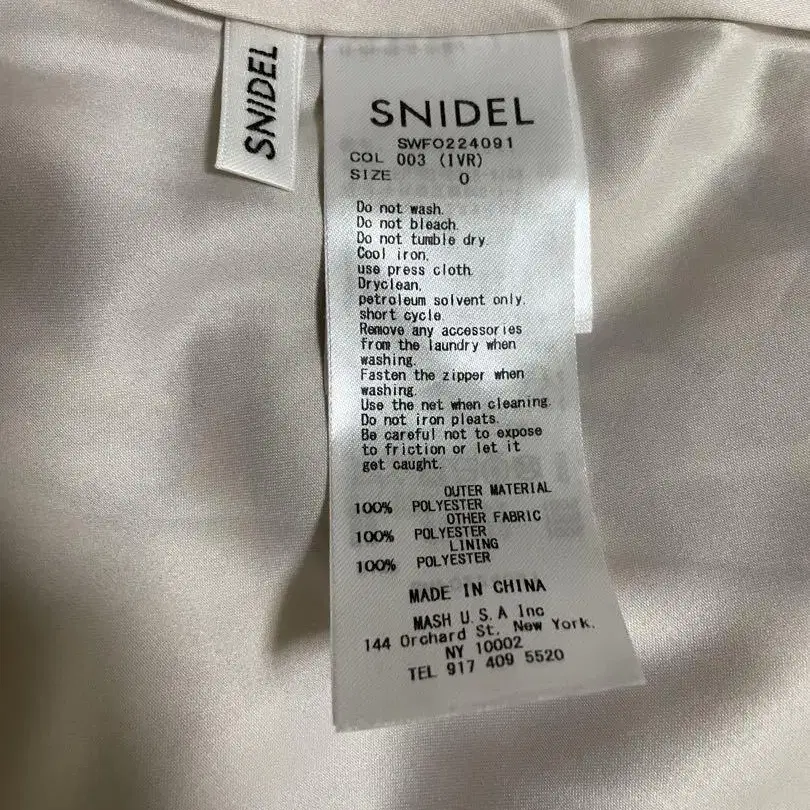 SNIDEL
SNIDEL
SWFO224091
COL 003 (IVR)
SIZE 0
Do not wash.
Do not bleach.
Do not tumble dry.
Cool iron.
use press cloth.
Dryclean.
petroleum solvent only.
short cycle.
Remove any accessories
from the laundry when
washing.
Fasten the zipper when
washing.
Use the net when cleaning.
Do not iron pleats.
Be careful not to expose
to friction or let it
get caught.
OUTER MATERIAL
100% POLYESTER
OTHER FABRIC
100% POLYESTER
LINING
100% POLYESTER
MADE IN CHINA
MASH U.S.A Inc
144 Orchard St. New York.
NY 10002
TEL 917 409 5520